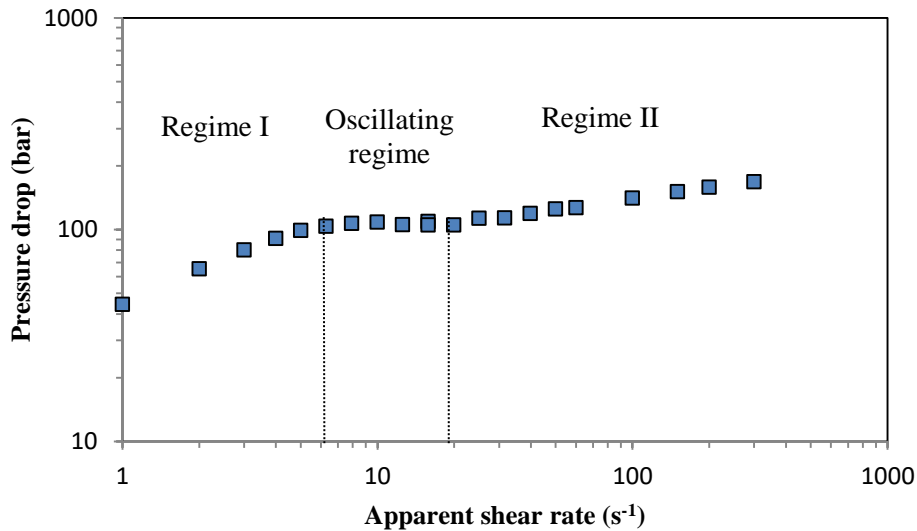 1000
100
10
Pressure drop (bar)
Regime I
Oscillating
regime
Regime II
1
10
100
1000
Apparent shear rate (s-1)